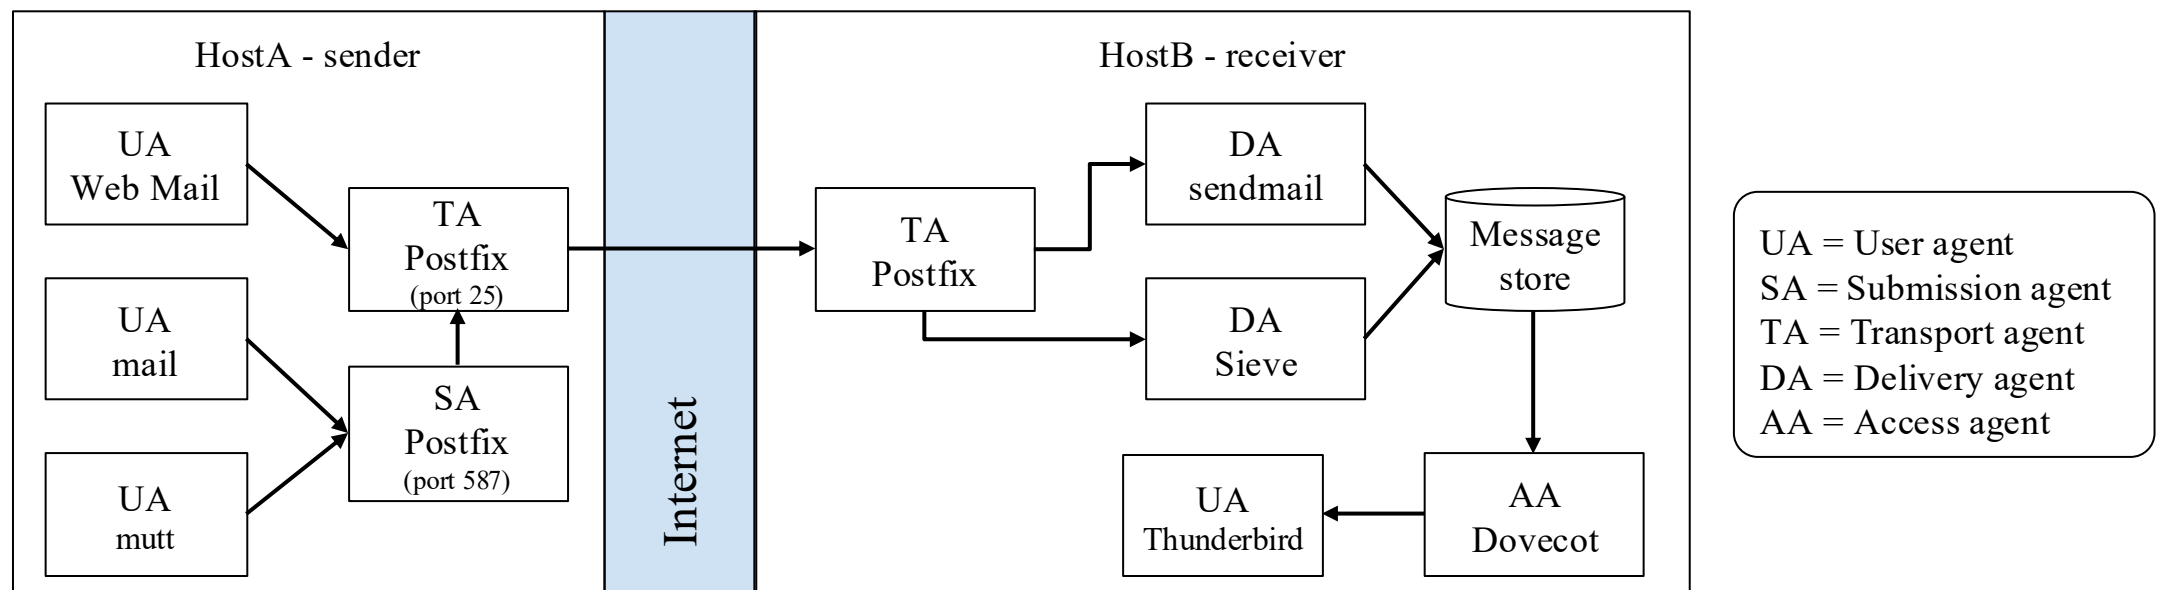 HostA - sender
UA
Web Mail
UA
mail
UA
mutt
TA
Postfix
(port 25)
SA
Postfix
(port 587)
Internet
HostB - receiver
TA
Postfix
DA
sendmail
DA
Sieve
Message
store
UA
Thunderbird
AA
Dovecot
UA = User agent
SA = Submission agent
TA = Transport agent
DA = Delivery agent
AA = Access agent